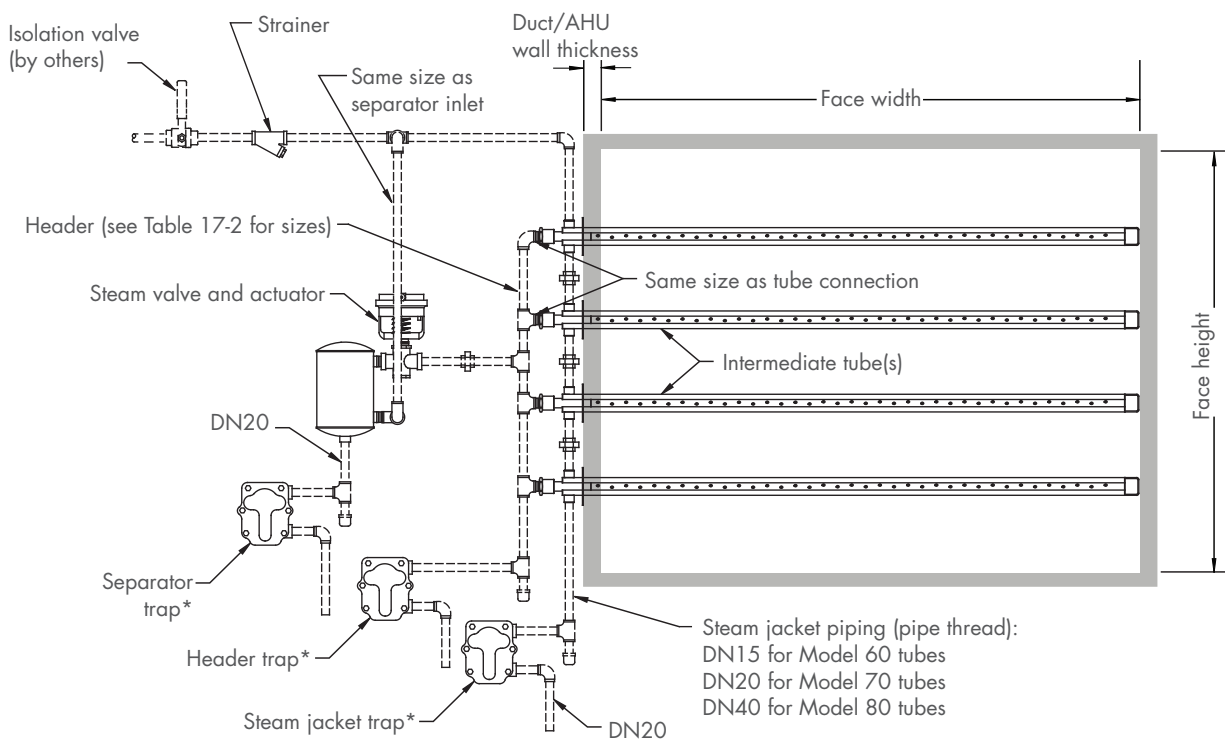 Isolation valve
(by others)
Strainer
Same size as
separator inlet
Duct/AHU
wall thickness
Face width
Header (see Table 17-2 for sizes)
Same size as tube connection
Steam valve and actuator
Intermediate tube(s)
Face height
DN20
Separator
trap*
Header trap*
Steam jacket trap*
DN20
Steam jacket piping (pipe thread):
DN15 for Model 60 tubes
DN20 for Model 70 tubes
DN40 for Model 80 tubes